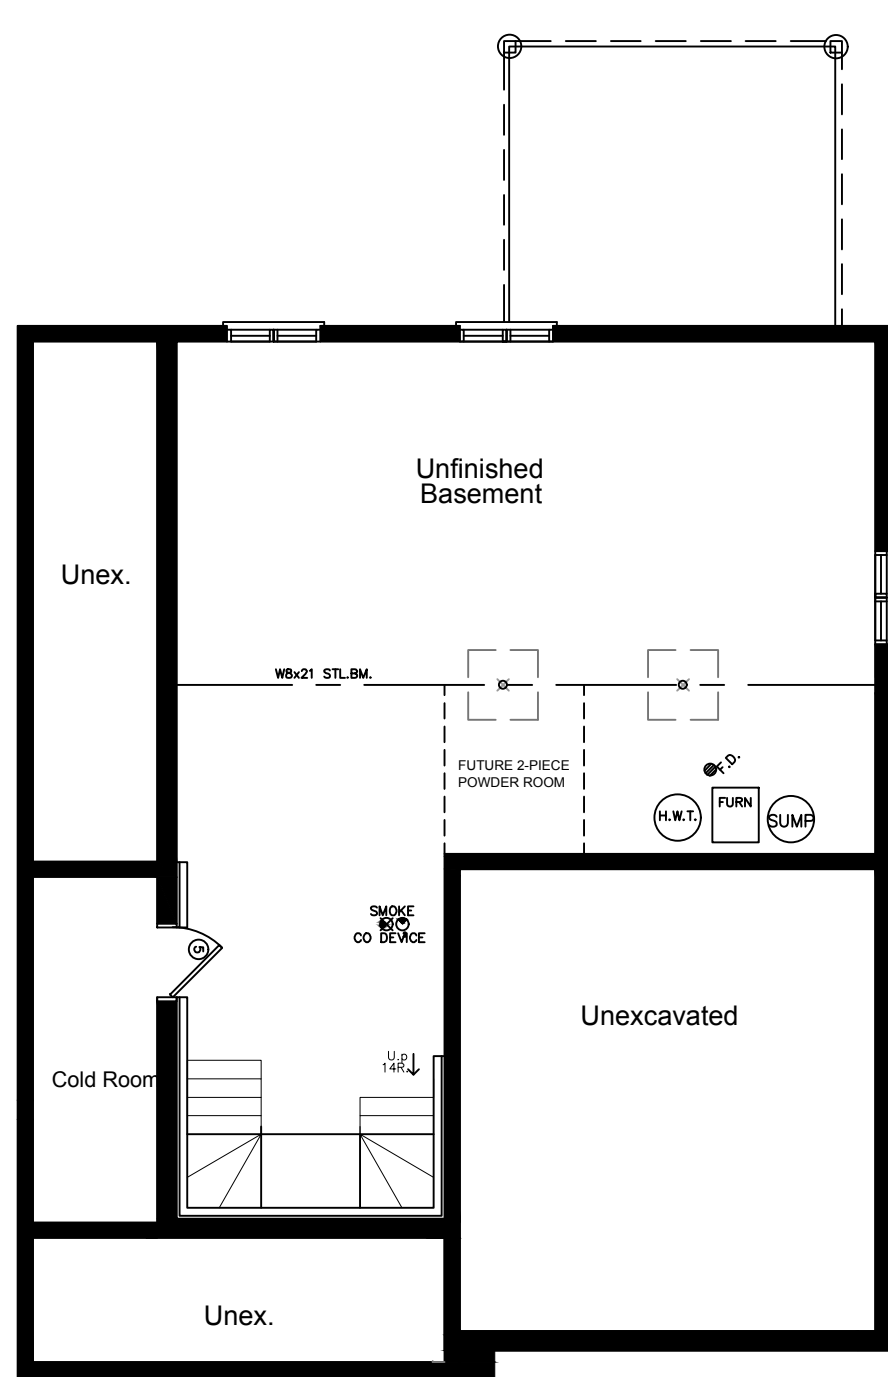 Unfinished
Basement
Unex.
W8x21 STL.BM.
FUTURE 2-PIECE
POWDER ROOM
F.D.
H.W.T.
FURN
SUMP
SMOKE
CO DEVICE
5
Unexcavated
U.p
14R.
Cold Room
Unex.